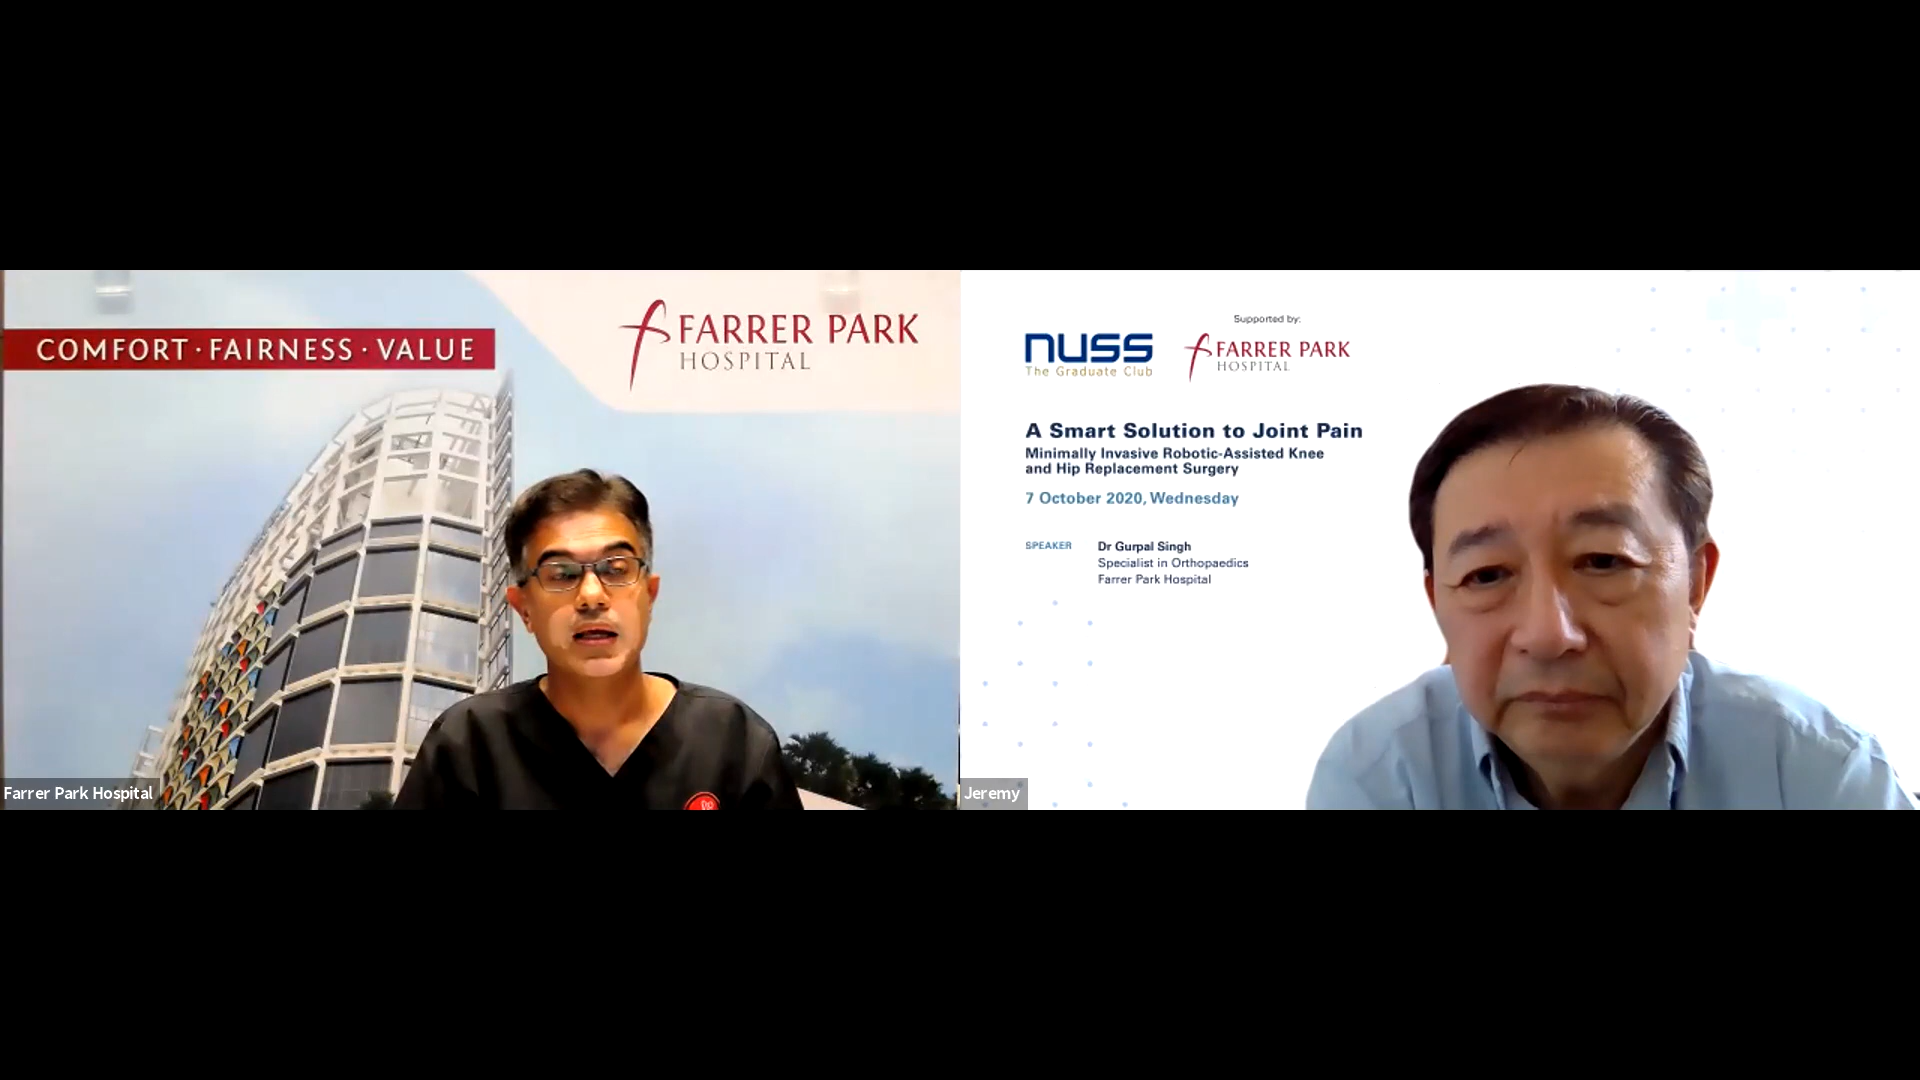 COMFORT · FAIRNESS · VALUE
FARRER PARK
HOSPITAL
Farrer Park Hospital
Supported by:
NUSS
The Graduate Club
FARRER PARK
HOSPITAL
A Smart Solution to Joint Pain
Minimally Invasive Robotic-Assisted Knee
and Hip Replacement Surgery
7 October 2020, Wednesday
SPEAKER
Dr Gurpal Singh
Specialist in Orthopaedics
Farrer Park Hospital
Jeremy